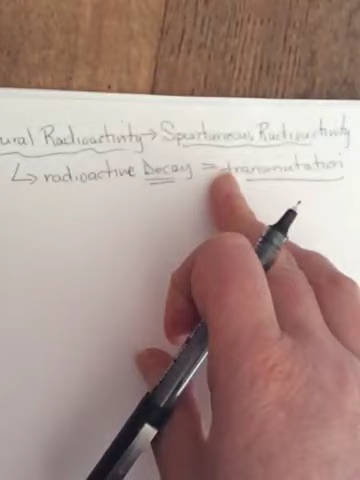 ural Radioactivity → Spontaneous Radioactivity
↳ radioactive Decay = transmutation